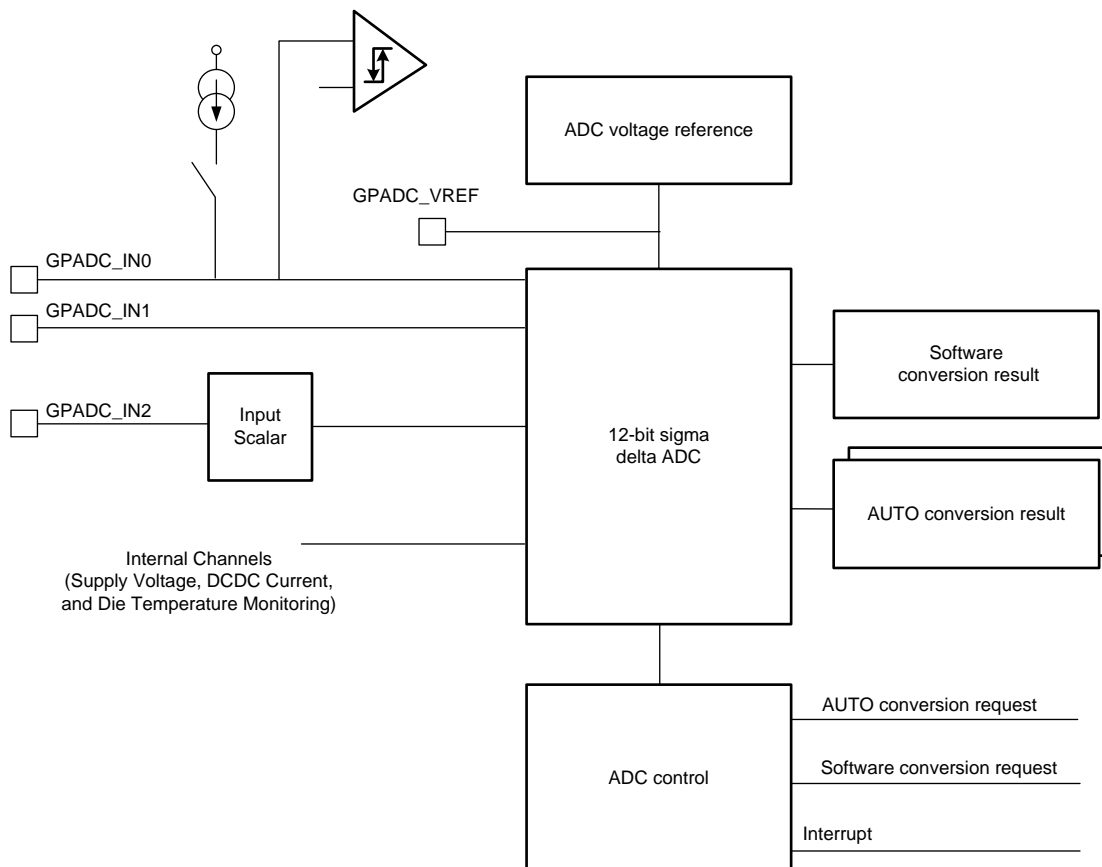 ADC voltage reference
GPADC_VREF
GPADC_IN0
GPADC_IN1
GPADC_IN2
Input
Scalar
12-bit sigma
delta ADC
Software
conversion result
AUTO conversion result
Internal Channels
(Supply Voltage, DCDC Current,
and Die Temperature Monitoring)
ADC control
AUTO conversion request
Software conversion request
Interrupt